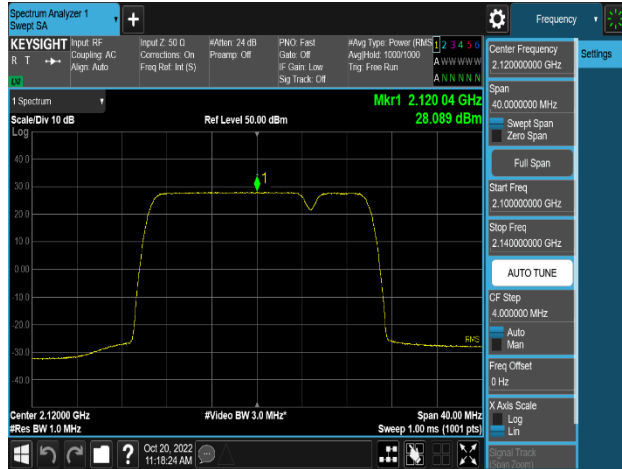 Spectrum Analyzer 1
Swept SA
Frequency
KEYSIGHT
R T
Input: RF
Coupling: AC
Align: Auto
Input Z: 50 Ω
Corrections: On
Freq Ref: Int (S)
#Atten: 24 dB
Preamp: Off
PNO: Fast
Gate: Off
IF Gain: Low
Sig Track: Off
#Avg Type: Power (RMS
Avg|Hold: 1000/1000
Trig: Free Run
1 2 3 4 5 6
A W W W W W
A N N N N N
Center Frequency
2.120000000 GHz
Settings
Span
40.0000000 MHz
Swept Span
Zero Span
Full Span
Start Freq
2.100000000 GHz
Stop Freq
2.140000000 GHz
AUTO TUNE
CF Step
4.000000 MHz
Auto
Man
Freq Offset
0 Hz
X Axis Scale
Log
Lin
Signal Track
(Span Zoom)
1 Spectrum
Scale/Div 10 dB
Log
Ref Level 50.00 dBm
Mkr1 2.120 04 GHz
28.089 dBm
1
40.0
30.0
20.0
10.0
0.00
-10.0
-20.0
-30.0
-40.0
RMS
Center 2.12000 GHz
#Res BW 1.0 MHz
#Video BW 3.0 MHz*
Span 40.00 MHz
Sweep 1.00 ms (1001 pts)
?
Oct 20, 2022
11:18:24 AM